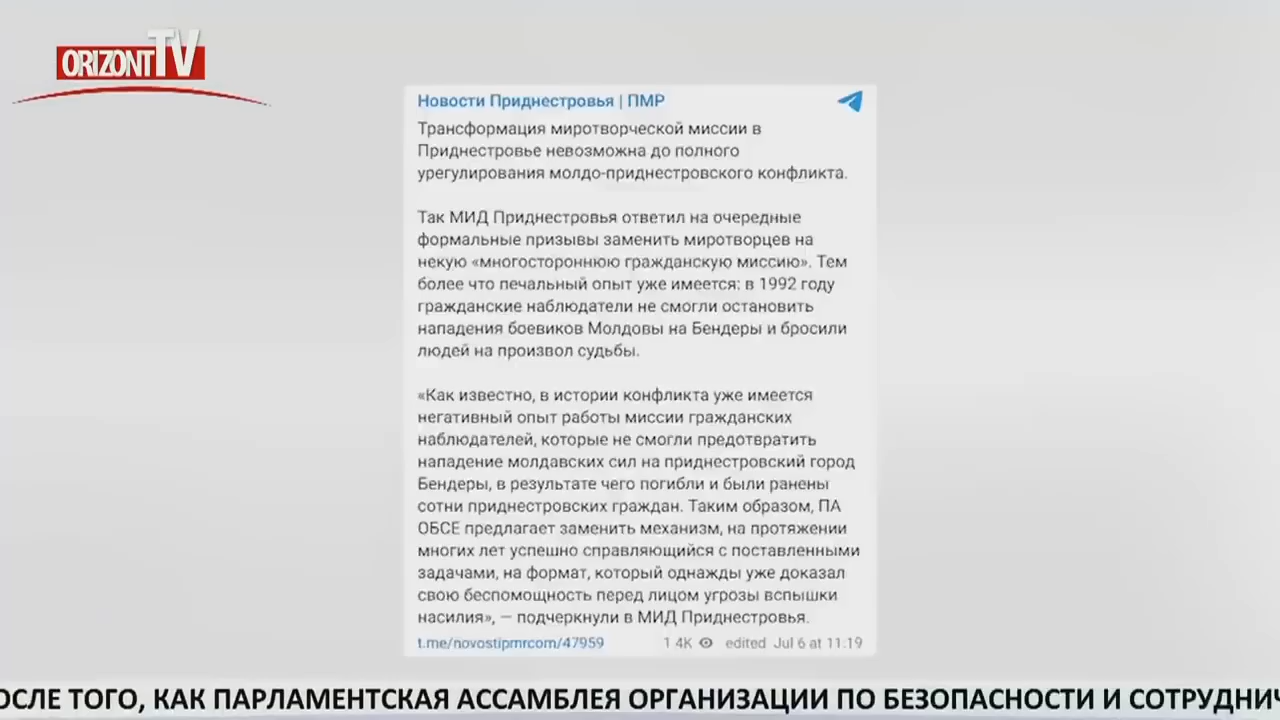 ORIZONTTV
Новости Приднестровья | ПМР
Трансформация миротворческой миссии в
Приднестровье невозможна до полного
урегулирования молдо-приднестровского конфликта.
Так МИД Приднестровья ответил на очередные
формальные призывы заменить миротворцев на
некую «многостороннюю гражданскую миссию». Тем
более что печальный опыт уже имеется: в 1992 году
гражданские наблюдатели не смогли остановить
нападения боевиков Молдовы на Бендеры и бросили
людей на произвол судьбы.
«Как известно, в истории конфликта уже имеется
негативный опыт работы миссии гражданских
наблюдателей, которые не смогли предотвратить
нападение молдавских сил на приднестровский город
Бендеры, в результате чего погибли и были ранены
сотни приднестровских граждан. Таким образом, ПА
ОБСЕ предлагает заменить механизм, на протяжении
многих лет успешно справляющийся с поставленными
задачами, на формат, который однажды уже доказал
свою беспомощность перед лицом угрозы вспышки
насилия», — подчеркнули в МИД Приднестровья.
t.me/novostipmrcom/47959 1 4K edited Jul 6 at 11:19
ОСЛЕ ТОГО, КАК ПАРЛАМЕНТСКАЯ АССАМБЛЕЯ ОРГАНИЗАЦИИ ПО БЕЗОПАСНОСТИ И СОТРУДНИЧ